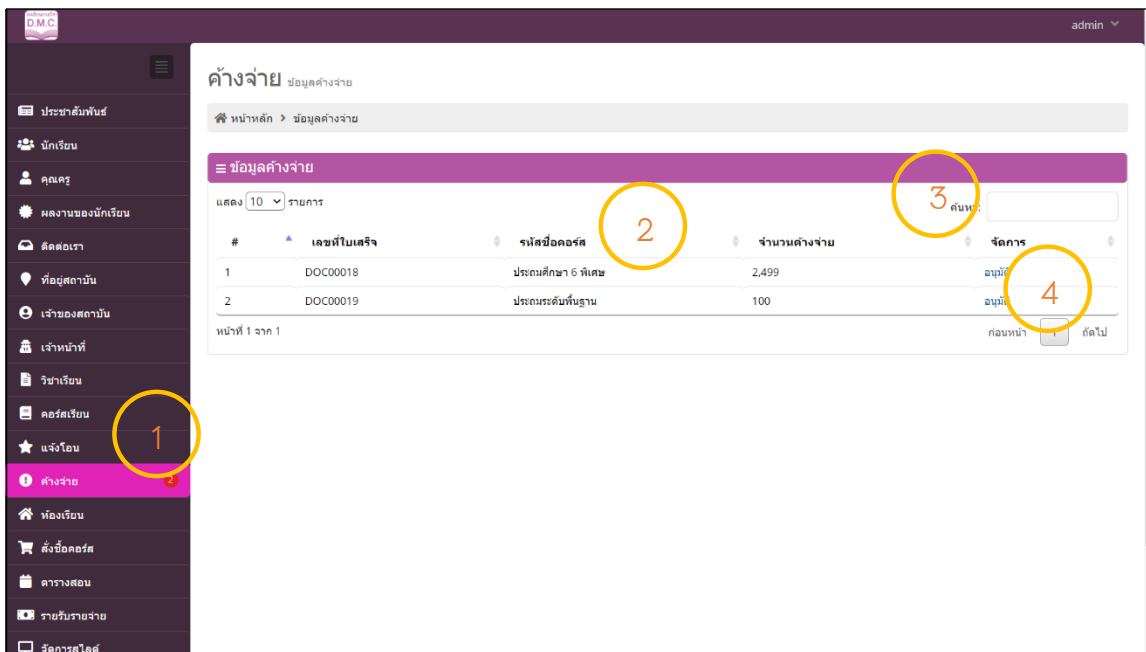 D.M.C.
admin
ค้างจ่าย ข้อมูลค้างจ่าย
หน้าหลัก > ข้อมูลค้างจ่าย
ประชาสัมพันธ์
นักเรียน
คุณครู
ผลงานของนักเรียน
ติดต่อเรา
ที่อยู่สถาบัน
เจ้าของสถาบัน
เจ้าหน้าที่
วิชาเรียน
คอร์สเรียน
แจ้งโอน
ค้างจ่าย 2
ห้องเรียน
สั่งซื้อคอร์ส
ตารางสอน
รายรับรายจ่าย
จัดการสไลด์
1
ข้อมูลค้างจ่าย
แสดง 10 รายการ
3
2
# เลขที่ใบเสร็จ รหัสชื่อคอร์ส จำนวนค้างจ่าย จัดการ
1 DOC00018 ประถมศึกษา 6 พิเศษ 2,499
2 DOC00019 ประถมระดับพื้นฐาน 100
4
หน้าที่ 1 จาก 1
ก่อนหน้า 1 ถัดไป